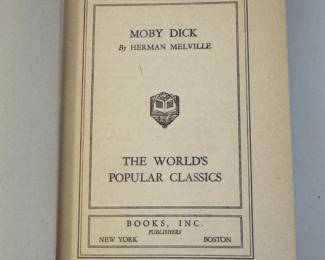 MOBY DICK
By HERMAN MELVILLE
THE WORLD'S
POPULAR CLASSICS
BOOKS, INC.
PUBLISHERS
NEW YORK BOSTON